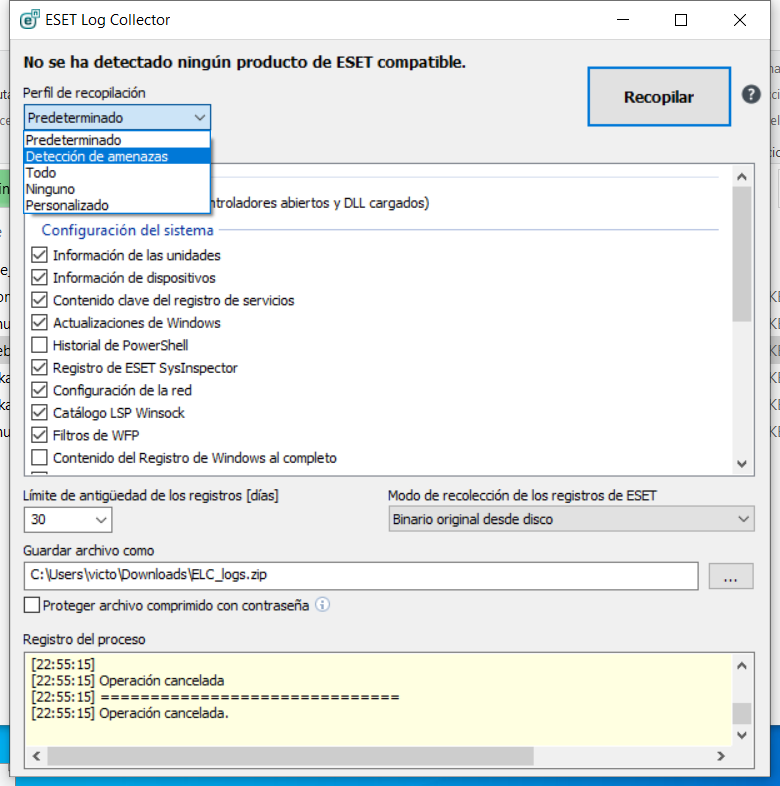 ESET Log Collector
No se ha detectado ningún producto de ESET compatible.
Perfil de recopilación
Recopilar
Predeterminado
Predeterminado
Detección de amenazas
Todo
Ninguno
Personalizado
ntroladores abiertos y DLL cargados)
Configuración del sistema
Información de las unidades
Información de dispositivos
Contenido clave del registro de servicios
Actualizaciones de Windows
Historial de PowerShell
Registro de ESET SysInspector
Configuración de la red
Catálogo LSP Winsock
Filtros de WFP
Contenido del Registro de Windows al completo
Límite de antigüedad de los registros [días]
Modo de recolección de los registros de ESET
30
Binario original desde disco
Guardar archivo como
C:\Users\victo\Downloads\ELC_logs.zip
...
Proteger archivo comprimido con contraseña
Registro del proceso
[22:55:15]
[22:55:15] Operación cancelada
[22:55:15] ==============================
[22:55:15] Operación cancelada.